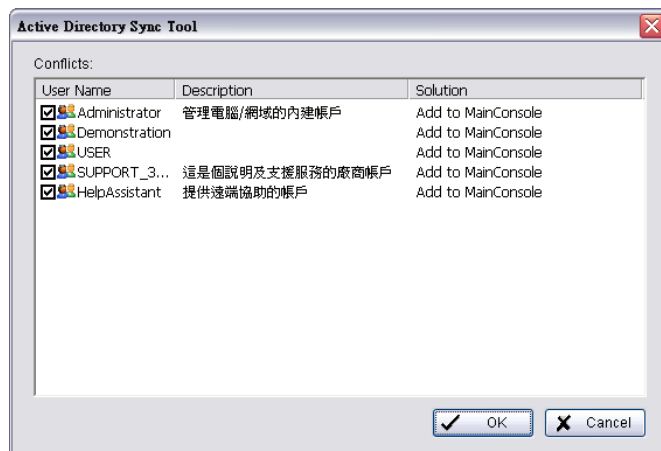 Active Directory Sync Tool
Conflicts:
User Name Description Solution
Administrator 管理電腦/網域的內建帳戶 Add to MainConsole
Demonstration Add to MainConsole
USER Add to MainConsole
SUPPORT_3... 這是個說明及支援服務的廠商帳戶 Add to MainConsole
HelpAssistant 提供遠端協助的帳戶 Add to MainConsole
OK Cancel